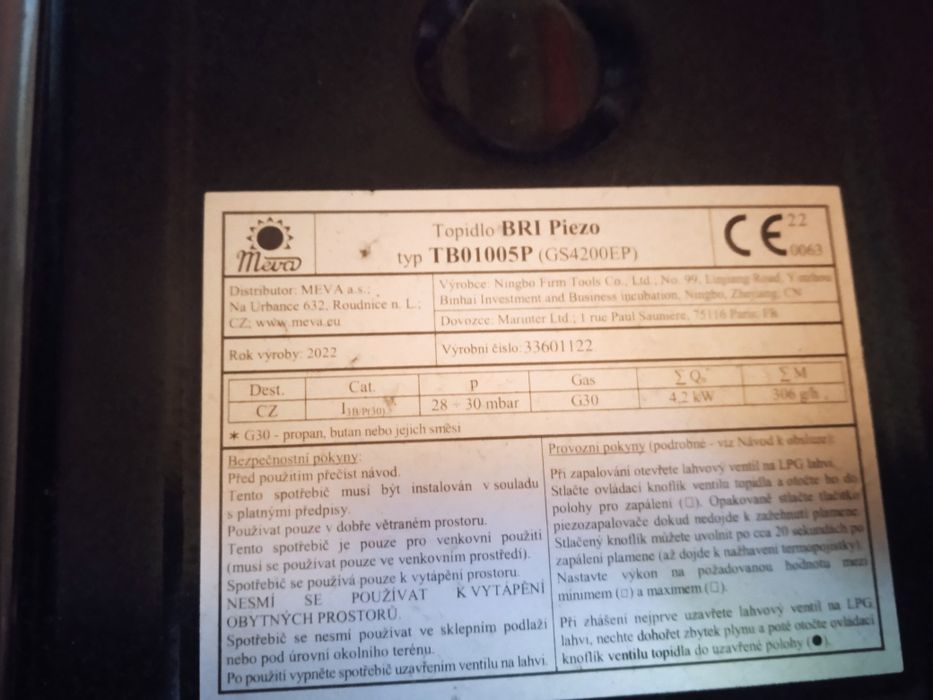 Meva
Topidlo BRI Piezo
typ TB01005P (GS4200EP)
CE 22
0063
Distributor: MEVA a.s.;
Na Urbance 632, Roudnice n. L.;
CZ; www.meva.eu
Výrobce: Ningbo Firm Tools Co., Ltd.; No. 99, Road,
Binhai Investment and Business incubation, Ningbo, Zhejiang, CN
Dovozce: Marinter Ltd.; 1 rue Paul Saumere, 75116 Paris, FR
Rok výroby: 2022
Výrobní číslo: 33601122
Dest. Cat. p Gas ∑ Qn ∑ M
CZ I3B/P(30)* 28 - 30 mbar G30 4,2 kW 306 g/h
* G30 - propan, butan nebo jejich směsi
Bezpečnostní pokyny:
Před použitím přečíst návod.
Tento spotřebič musí být instalován v souladu
s platnými předpisy.
Používat pouze v dobře větraném prostoru.
Tento spotřebič je pouze pro venkovní použití
(musí se používat pouze ve venkovním prostředí).
Spotřebič se používá pouze k vytápění prostoru.
NESMÍ SE POUŽÍVAT K VYTÁPĚNÍ
OBYTNÝCH PROSTORŮ.
Spotřebič se nesmí používat ve sklepním podlaží
nebo pod úrovní okolního terénu.
Po použití vypněte spotřebič uzavřením ventilu na lahvi.
Provozní pokyny (podrobné - viz Návod k obsluze):
Při zapalování otevřete lahvový ventil na LPG lahvi.
Stlačte ovládací knoflík ventilu topidla a otočte ho do
polohy pro zapálení (□). Opakovaně stlačte tlačítko
piezozapalovače dokud nedojde k zažehnutí plamene.
Stlačený knoflík můžete uvolnit po cca 20 sekundách po
zapálení plamene (až dojde k nažhavení termopojistky).
Nastavte výkon na požadovanou hodnotu mezi
minimem (□) a maximem (□).
Při zhášení nejprve uzavřete lahvový ventil na LPG
lahvi, nechte dohořet zbytek plynu a poté otočte ovládací
knoflík ventilu topidla do uzavřené polohy (●).